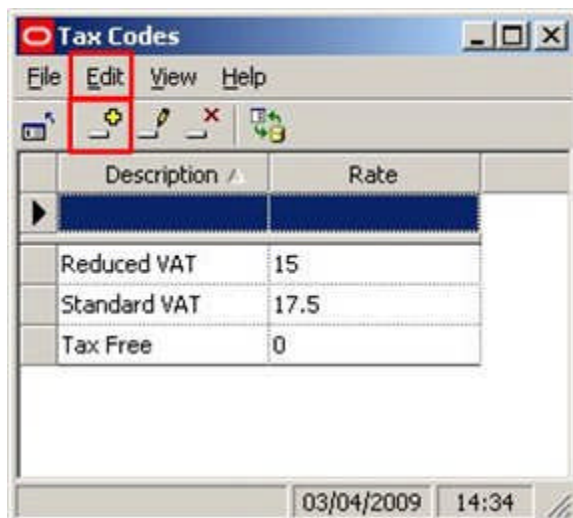 Tax Codes
File Edit View Help
Description Rate
Reduced VAT 15
Standard VAT 17.5
Tax Free 0
03/04/2009 14:34